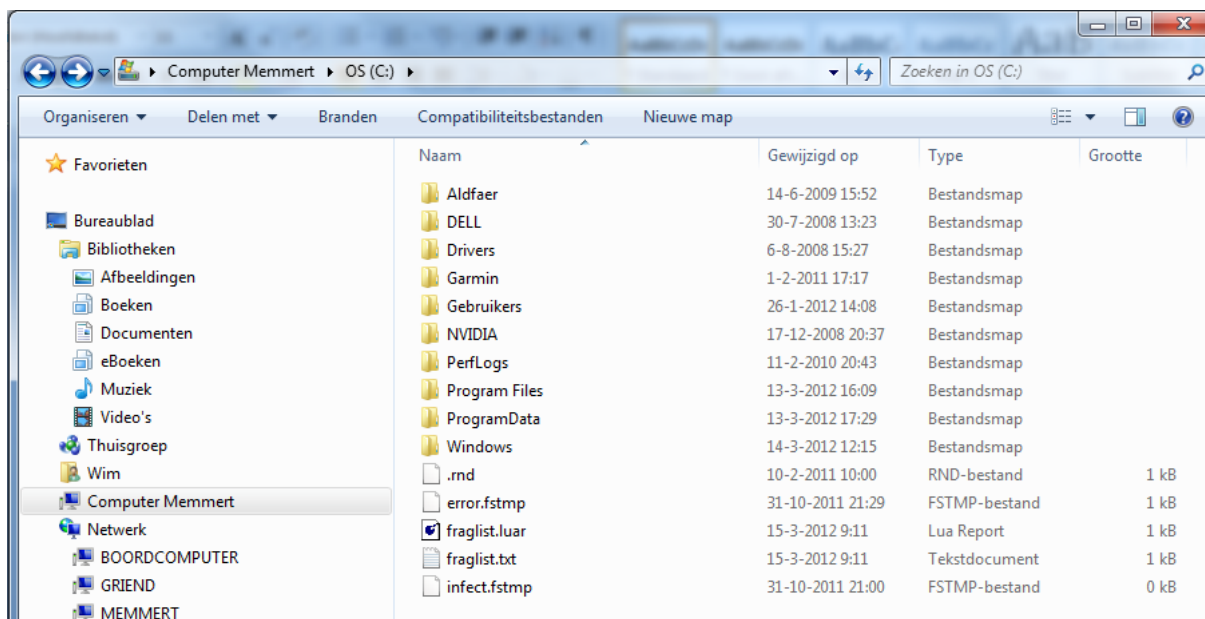 Computer Memmert ▸ OS (C:) ▸ Zoeken in OS (C:)
Organiseren Delen met Branden Compatibiliteitsbestanden Nieuwe map
Favorieten
Bureaublad
Bibliotheken
Afbeeldingen
Boeken
Documenten
eBoeken
Muziek
Video's
Thuisgroep
Wim
Computer Memmert
Netwerk
BOORDCOMPUTER
GRIEND
MEMMERT
Naam Gewijzigd op Type Grootte
Aldfaer 14-6-2009 15:52 Bestandsmap
DELL 30-7-2008 13:23 Bestandsmap
Drivers 6-8-2008 15:27 Bestandsmap
Garmin 1-2-2011 17:17 Bestandsmap
Gebruikers 26-1-2012 14:08 Bestandsmap
NVIDIA 17-12-2008 20:37 Bestandsmap
PerfLogs 11-2-2010 20:43 Bestandsmap
Program Files 13-3-2012 16:09 Bestandsmap
ProgramData 13-3-2012 17:29 Bestandsmap
Windows 14-3-2012 12:15 Bestandsmap
.rnd 10-2-2011 10:00 RND-bestand 1 kB
error.fstmp 31-10-2011 21:29 FSTMP-bestand 1 kB
fraglist.luar 15-3-2012 9:11 Lua Report 1 kB
fraglist.txt 15-3-2012 9:11 Tekstdocument 1 kB
infect.fstmp 31-10-2011 21:00 FSTMP-bestand 0 kB